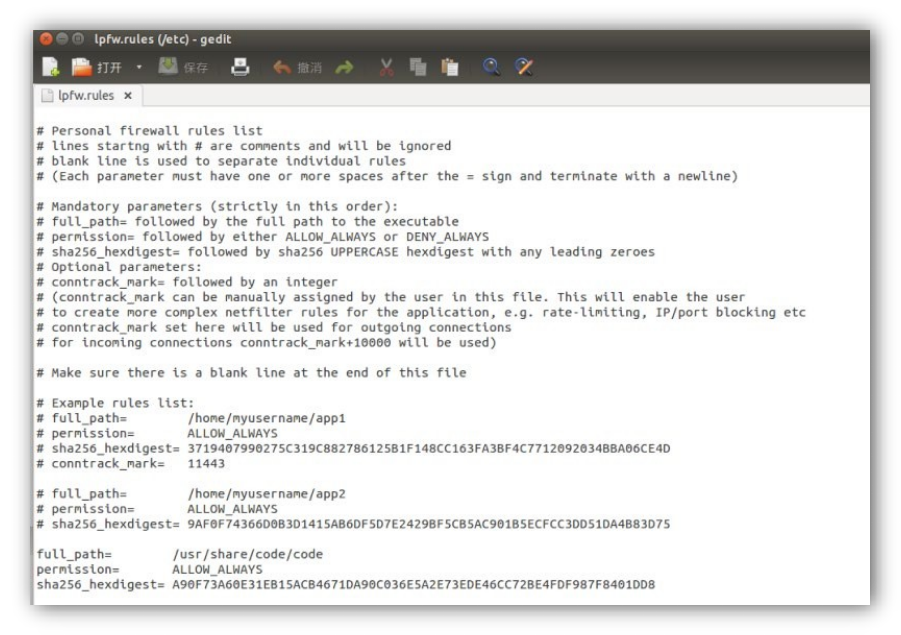 lpfw.rules (/etc) - gedit
打开 保存 撤消
lpfw.rules ×
# Personal firewall rules list
# lines startng with # are comments and will be ignored
# blank line is used to separate individual rules
# (Each parameter must have one or more spaces after the = sign and terminate with a newline)
# Mandatory parameters (strictly in this order):
# full_path= followed by the full path to the executable
# permission= followed by either ALLOW_ALWAYS or DENY_ALWAYS
# sha256_hexdigest= followed by sha256 UPPERCASE hexdigest with any leading zeroes
# Optional parameters:
# conntrack_mark= followed by an integer
# (conntrack_mark can be manually assigned by the user in this file. This will enable the user
# to create more complex netfilter rules for the application, e.g. rate-limiting, IP/port blocking etc
# conntrack_mark set here will be used for outgoing connections
# for incoming connections conntrack_mark+10000 will be used)
# Make sure there is a blank line at the end of this file
# Example rules list:
# full_path= /home/myusername/app1
# permission= ALLOW_ALWAYS
# sha256_hexdigest= 3719407990275C319C882786125B1F148CC163FA3BF4C7712092034BBA06CE4D
# conntrack_mark= 11443
# full_path= /home/myusername/app2
# permission= ALLOW_ALWAYS
# sha256_hexdigest= 9AF0F74366D0B3D1415AB6DF5D7E2429BF5CB5AC901B5ECFCC3DD51DA4B83D75
full_path= /usr/share/code/code
permission= ALLOW_ALWAYS
sha256_hexdigest= A90F73A60E31EB15ACB4671DA90C036E5A2E73EDE46CC72BE4FDF987F8401DD8